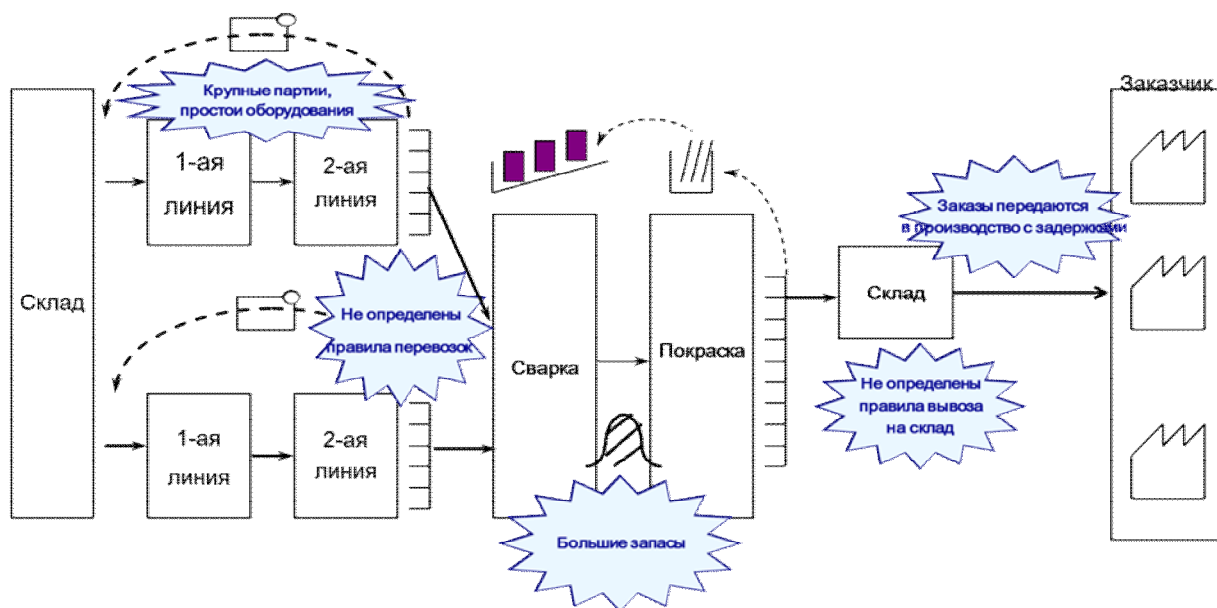 Заказчик
Крупные партии,
простои оборудования
1-ая
линия
2-ая
линия
Заказы передаются
в производство с задержками
Склад
Не определены
правила перевозок
Сварка
Покраска
Склад
Не определены
правила вывоза
на склад
1-ая
линия
2-ая
линия
Большие запасы